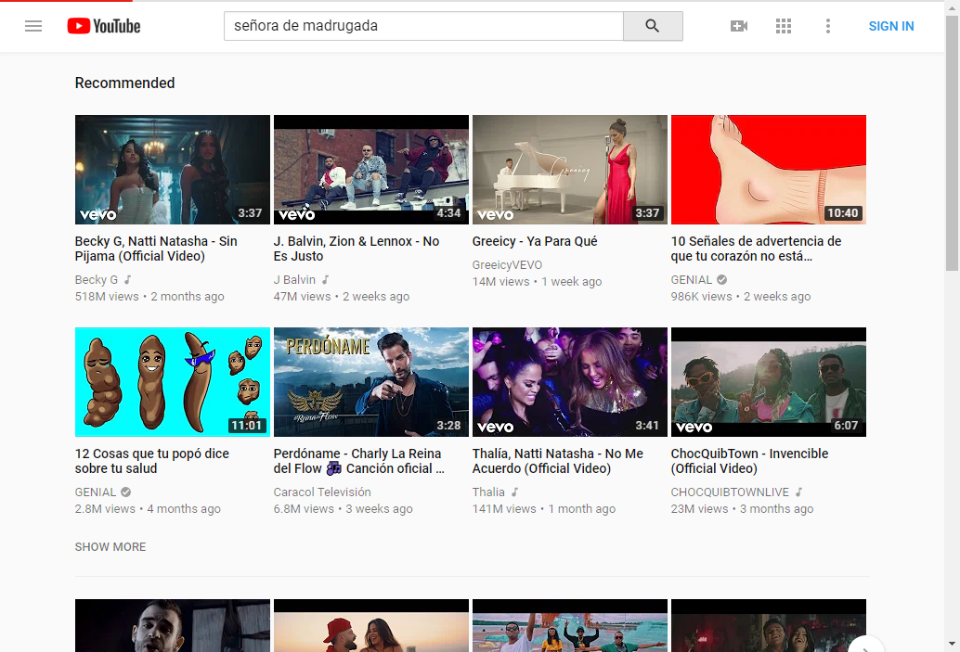 YouTube
señora de madrugada
SIGN IN
Recommended
vevo 3:37
vevo 4:34
vevo 3:37
10:40
Becky G, Natti Natasha - Sin
Pijama (Official Video)
Becky G
518M views • 2 months ago
J. Balvin, Zion & Lennox - No
Es Justo
J Balvin
47M views • 2 weeks ago
Greeicy - Ya Para Qué
GreeicyVEVO
14M views • 1 week ago
10 Señales de advertencia de
que tu corazón no está...
GENIAL
986K views • 2 weeks ago
11:01
PERDÓNAME
3:28
vevo 3:41
vevo 6:07
12 Cosas que tu popó dice
sobre tu salud
GENIAL
2.8M views • 4 months ago
Perdóname - Charly La Reina
del Flow 🎶 Canción oficial ...
Caracol Televisión
6.8M views • 3 weeks ago
Thalía, Natti Natasha - No Me
Acuerdo (Official Video)
Thalia
141M views • 1 month ago
ChocQuibTown - Invencible
(Official Video)
CHOCQUIBTOWNLIVE
23M views • 3 months ago
SHOW MORE